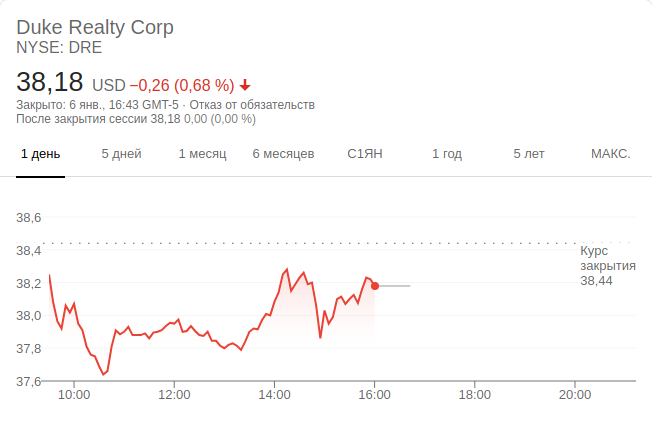 Duke Realty Corp
NYSE: DRE
38,18 USD −0,26 (0,68 %)
Закрыто: 6 янв., 16:43 GMT-5 · Отказ от обязательств
После закрытия сессии 38,18 0,00 (0,00 %)
1 день 5 дней 1 месяц 6 месяцев С1ЯН 1 год 5 лет МАКС.
38,6
38,4
38,2
38,0
37,8
37,6
Курс
закрытия
38,44
10:00 12:00 14:00 16:00 18:00 20:00